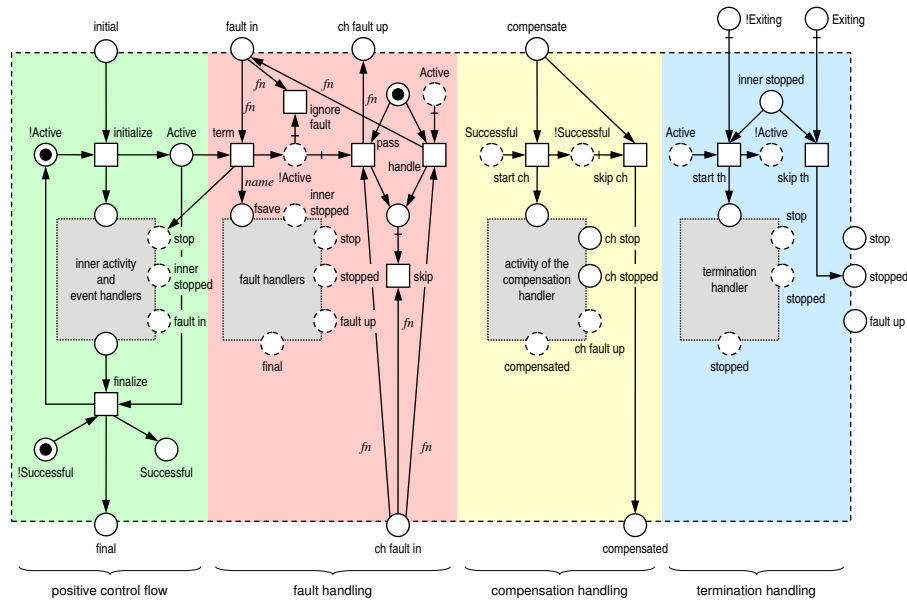 !Exiting
Exiting
initial
fault in
ch fault up
compensate
fn
fn
Active
inner stopped
fn
fn
ignore
fault
!Active
initialize
Active
term
pass
Successful
!Successful
Active
!Active
handle
name
!Active
start ch
skip ch
start th
skip th
fsave
inner
stopped
stop
stop
ch stop
stop
stop
inner activity
and
event handlers
inner
stopped
fault handlers
stopped
skip
activity of the
compensation
handler
ch stopped
termination
handler
stopped
stopped
fault in
fault up
fn
ch fault up
fault up
final
compensated
stopped
finalize
fn
fn
!Successful
Successful
final
ch fault in
compensated
positive control flow
fault handling
compensation handling
termination handling